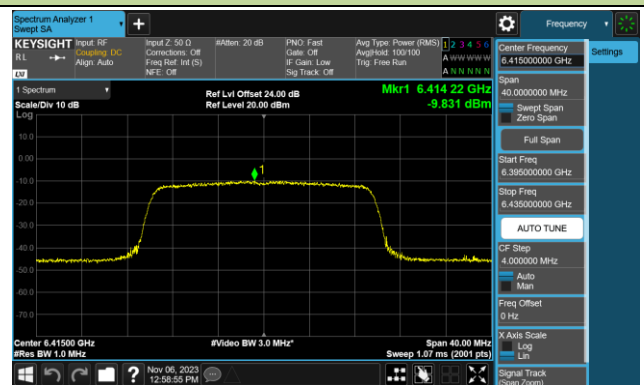 Spectrum Analyzer 1
Swept SA
Frequency
KEYSIGHT
RL
LXI
Input: RF
Coupling: DC
Align: Auto
Input Z: 50 Ω
Corrections: Off
Freq Ref: Int (S)
NFE: Off
#Atten: 20 dB
PNO: Fast
Gate: Off
IF Gain: Low
Sig Track: Off
Avg Type: Power (RMS)
Avg|Hold: 100/100
Trig: Free Run
1 2 3 4 5 6
A W W W W W
A N N N N N
Center Frequency
6.415000000 GHz
Settings
Span
40.0000000 MHz
Swept Span
Zero Span
Full Span
Start Freq
6.395000000 GHz
Stop Freq
6.435000000 GHz
AUTO TUNE
CF Step
4.000000 MHz
Auto
Man
Freq Offset
0 Hz
X Axis Scale
Log
Lin
Signal Track
(Span Zoom)
1 Spectrum
Scale/Div 10 dB
Log
Ref Lvl Offset 24.00 dB
Ref Level 20.00 dBm
Mkr1 6.414 22 GHz
-9.831 dBm
10.0
0.00
-10.0
-20.0
-30.0
-40.0
-50.0
-60.0
-70.0
1
Center 6.41500 GHz
#Res BW 1.0 MHz
#Video BW 3.0 MHz*
Span 40.00 MHz
Sweep 1.07 ms (2001 pts)
?
Nov 06, 2023
12:58:55 PM